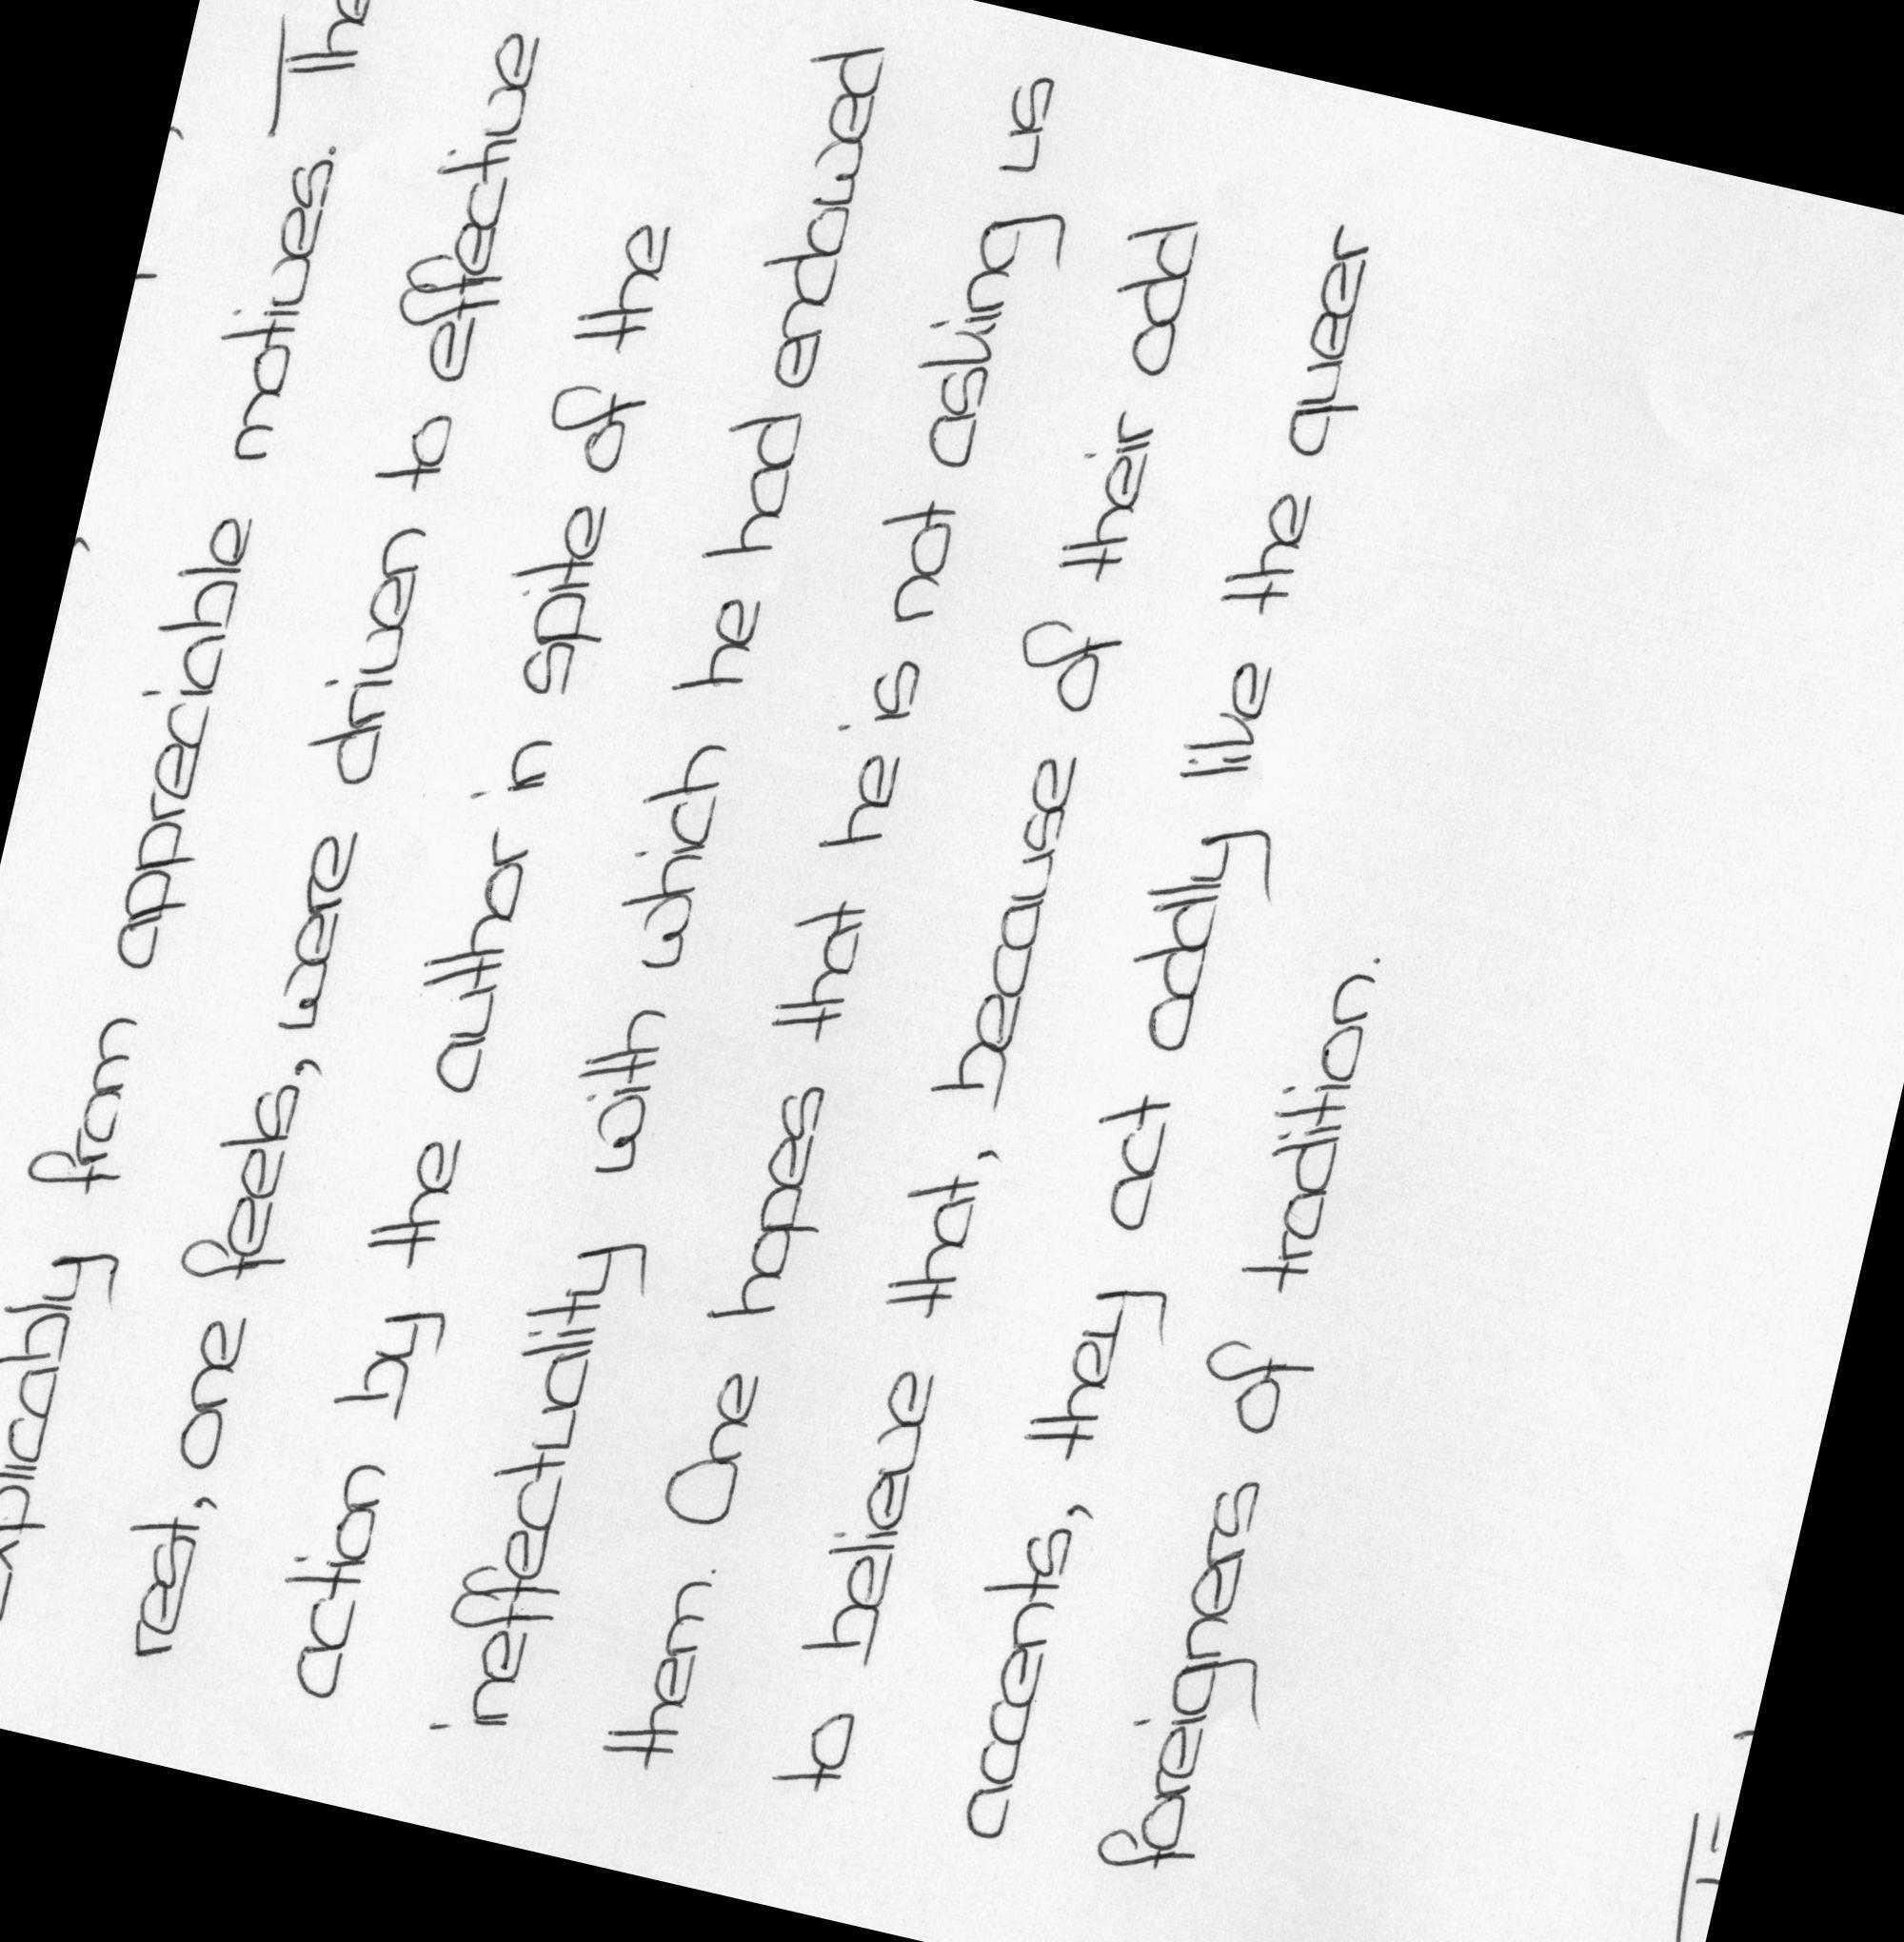 explicably from appreciable motives. The
rest, one feels, were driven to effective
action by the author in spite of the
ineffectuality with which he had endowed
them. One hopes that he is not asking us
to believe that, because of their odd
accents, they act oddly like the queer
foreigners of tradition.